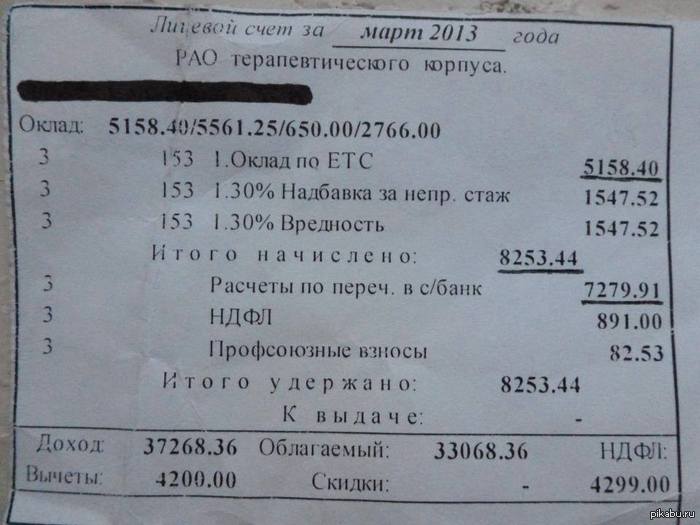 Лицевой счет за март 2013 года
РАО терапевтического корпуса.
Оклад: 5158.40/5561.25/650.00/2766.00
3 153 1.Оклад по ЕТС 5158.40
3 153 1.30% Надбавка за непр. стаж 1547.52
3 153 1.30% Вредность 1547.52
Итого начислено: 8253.44
3 Расчеты по переч. в с/банк 7279.91
3 НДФЛ 891.00
3 Профсоюзные взносы 82.53
Итого удержано: 8253.44
К выдаче: -
Доход: 37268.36 Облагаемый: 33068.36 НДФЛ:
Вычеты: 4200.00 Скидки: - 4299.00
pikabu.ru